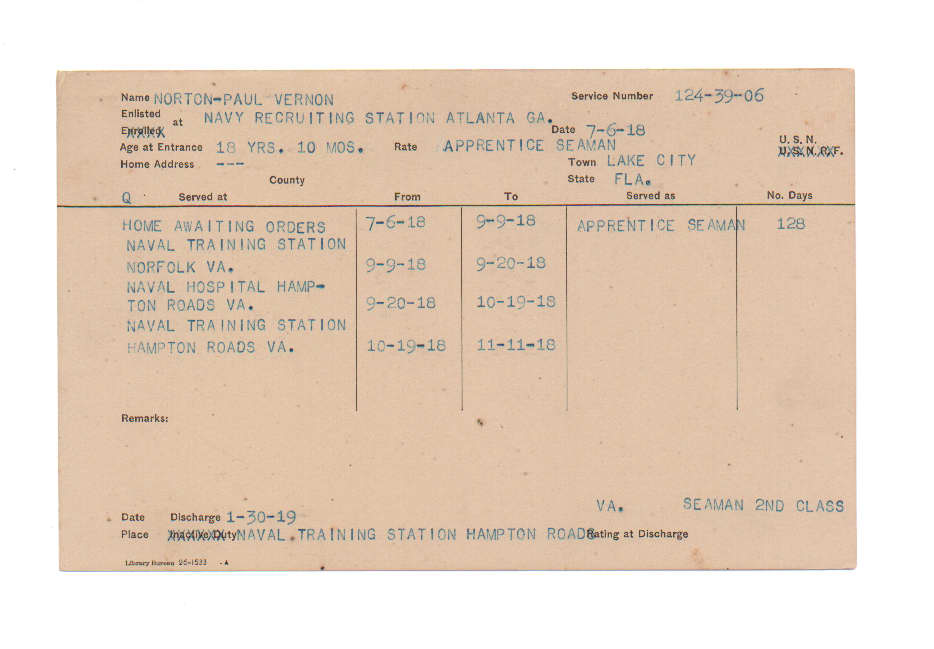 Name NORTON-PAUL VERNON Service Number 124-39-06
Enlisted
Enrolled at NAVY RECRUITING STATION ATLANTA GA. Date 7-6-18
Age at Entrance 18 YRS. 10 MOS. Rate APPRENTICE SEAMAN U. S. N.
U. S. N. R. F.
Home Address --- Town LAKE CITY
County State FLA.
Q Served at From To Served as No. Days
HOME AWAITING ORDERS 7-6-18 9-9-18 APPRENTICE SEAMAN 128
NAVAL TRAINING STATION
NORFOLK VA. 9-9-18 9-20-18
NAVAL HOSPITAL HAMP-
TON ROADS VA. 9-20-18 10-19-18
NAVAL TRAINING STATION
HAMPTON ROADS VA. 10-19-18 11-11-18
Remarks:
VA. SEAMAN 2ND CLASS
Date Discharge 1-30-19
Place Inactive Duty NAVAL TRAINING STATION HAMPTON ROADS Rating at Discharge
Library Bureau 26-1533 -A